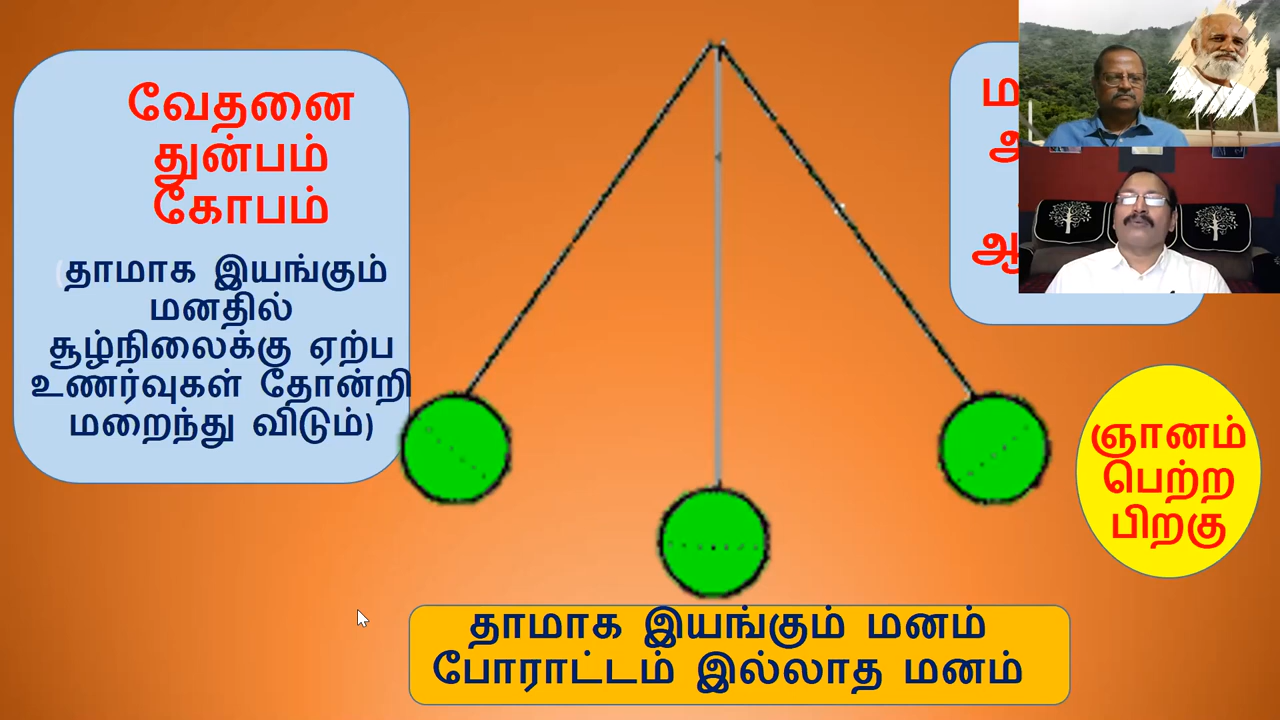 வேதனை
துன்பம்
கோபம்
(தாமாக இயங்கும்
மனதில்
சூழ்நிலைக்கு ஏற்ப
உணர்வுகள் தோன்றி
மறைந்து விடும்)
ஞானம்
பெற்ற
பிறகு
தாமாக இயங்கும் மனம்
போராட்டம் இல்லாத மனம்